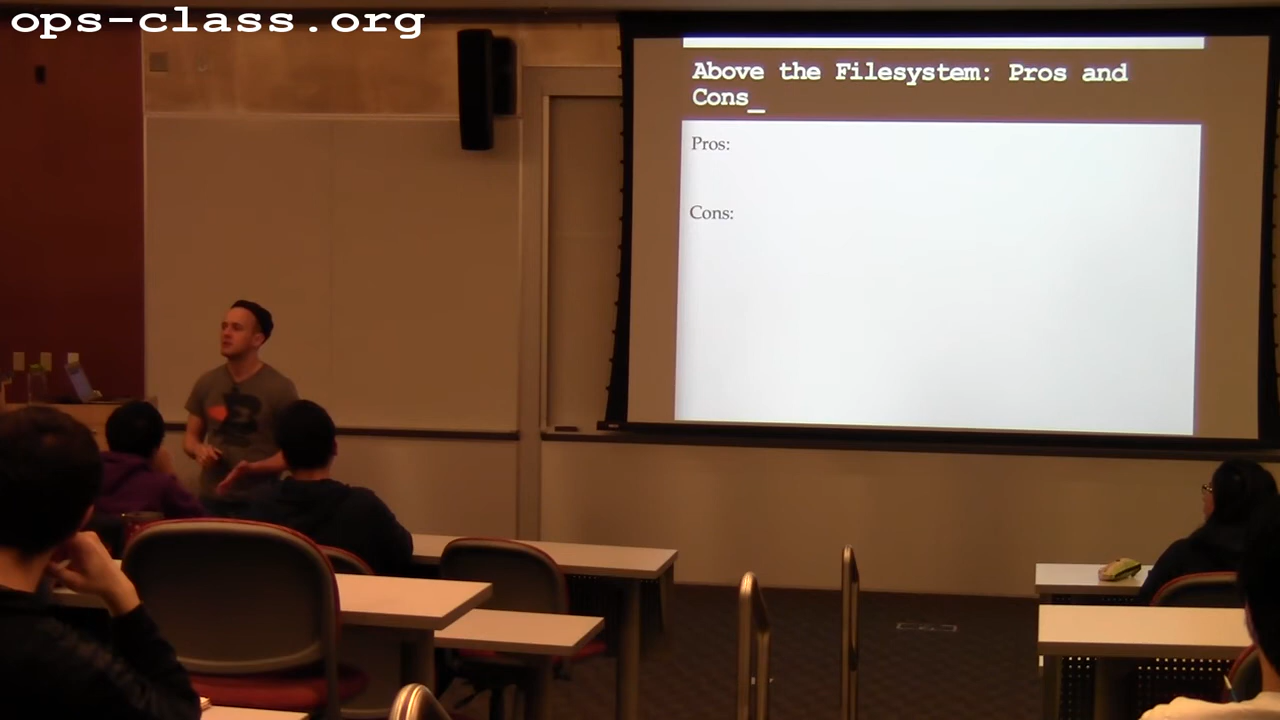 ops-class.org
Above the Filesystem: Pros and
Cons_
Pros:
Cons: